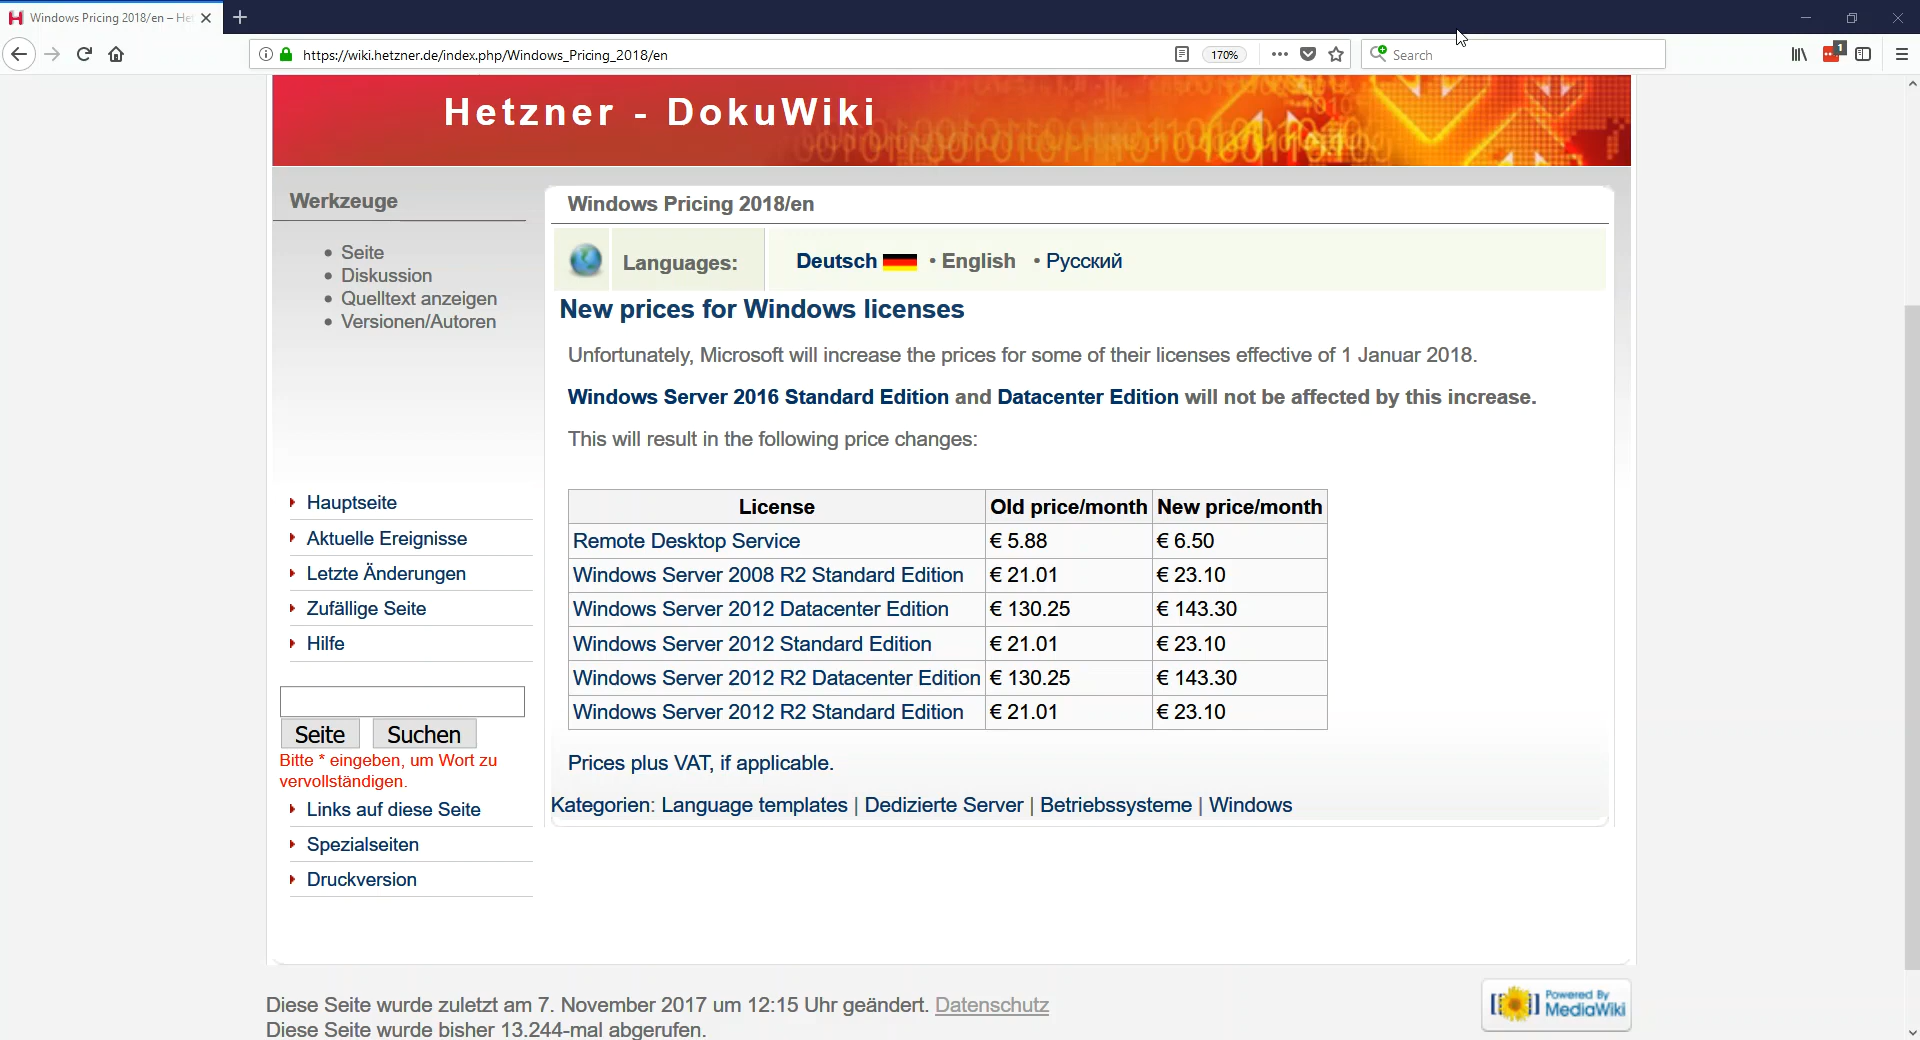 Windows Pricing 2018/en – He
https://wiki.hetzner.de/index.php/Windows_Pricing_2018/en
170%
Search
1
Hetzner - DokuWiki
Werkzeuge
Seite
Diskussion
Quelltext anzeigen
Versionen/Autoren
Hauptseite
Aktuelle Ereignisse
Letzte Änderungen
Zufällige Seite
Hilfe
Seite Suchen
Bitte * eingeben, um Wort zu
vervollständigen.
Links auf diese Seite
Spezialseiten
Druckversion
Windows Pricing 2018/en
Languages: Deutsch • English • Русский
New prices for Windows licenses
Unfortunately, Microsoft will increase the prices for some of their licenses effective of 1 Januar 2018.
Windows Server 2016 Standard Edition and Datacenter Edition will not be affected by this increase.
This will result in the following price changes:
License Old price/month New price/month
Remote Desktop Service € 5.88 € 6.50
Windows Server 2008 R2 Standard Edition € 21.01 € 23.10
Windows Server 2012 Datacenter Edition € 130.25 € 143.30
Windows Server 2012 Standard Edition € 21.01 € 23.10
Windows Server 2012 R2 Datacenter Edition € 130.25 € 143.30
Windows Server 2012 R2 Standard Edition € 21.01 € 23.10
Prices plus VAT, if applicable.
Kategorien: Language templates | Dedizierte Server | Betriebssysteme | Windows
Diese Seite wurde zuletzt am 7. November 2017 um 12:15 Uhr geändert. Datenschutz
Diese Seite wurde bisher 13.244-mal abgerufen.
Powered By
MediaWiki